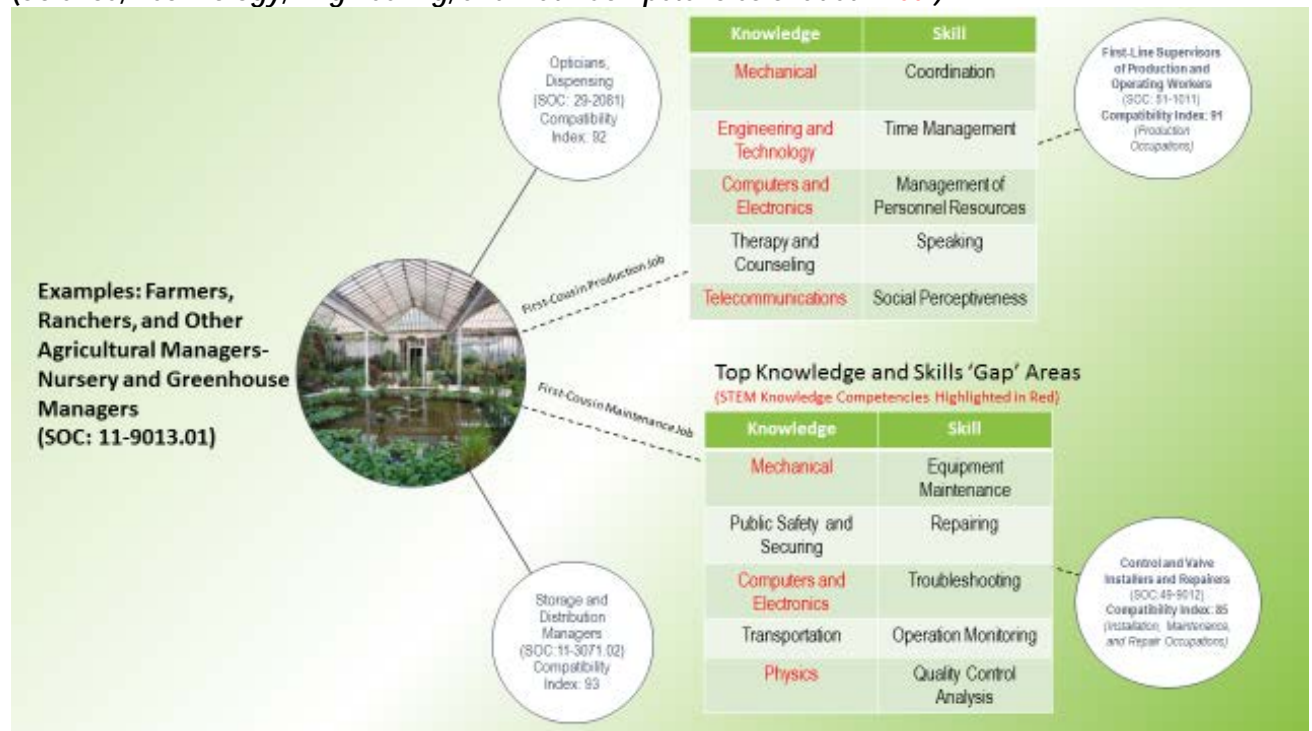 Opticians,
Dispensing
(SOC: 29-2081)
Compatibility
Index: 92
Knowledge Skill
Mechanical Coordination
Engineering and
Technology
Time Management
Computers and
Electronics
Management of
Personnel Resources
Therapy and
Counseling
Speaking
Telecommunications Social Perceptiveness
First-Line Supervisors
of Production and
Operating Workers
(SOC: 51-1011)
Compatibility Index: 91
(Production
Occupations)
First-Cousin Production Job
Examples: Farmers,
Ranchers, and Other
Agricultural Managers-
Nursery and Greenhouse
Managers
(SOC: 11-9013.01)
First-Cousin Maintenance Job
Top Knowledge and Skills ‘Gap’ Areas
(STEM Knowledge Competencies Highlighted in Red)
Knowledge Skill
Mechanical Equipment
Maintenance
Public Safety and
Securing
Repairing
Computers and
Electronics
Troubleshooting
Transportation Operation Monitoring
Physics Quality Control
Analysis
Storage and
Distribution
Managers
(SOC:11-3071.02)
Compatibility
Index: 93
Control and Valve
Installers and Repairers
(SOC:49-9012)
Compatibility Index: 85
(Installation, Maintenance,
and Repair Occupations)